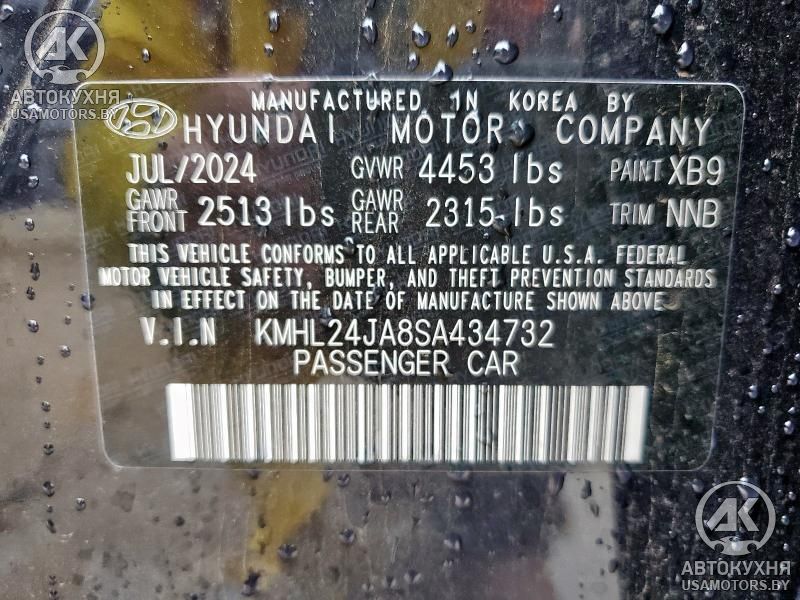 АК
АВТОКУХНЯ
USAMOTORS.BY
MANUFACTURED IN KOREA BY
HYUNDAI MOTOR COMPANY
JUL/2024 GVWR 4453 lbs PAINT XB9
GAWR FRONT 2513 lbs GAWR REAR 2315 lbs TRIM NNB
THIS VEHICLE CONFORMS TO ALL APPLICABLE U.S.A. FEDERAL
MOTOR VEHICLE SAFETY, BUMPER, AND THEFT PREVENTION STANDARDS
IN EFFECT ON THE DATE OF MANUFACTURE SHOWN ABOVE
V.I.N KMHL24JA8SA434732
PASSENGER CAR
АК
АВТОКУХНЯ
USAMOTORS.BY